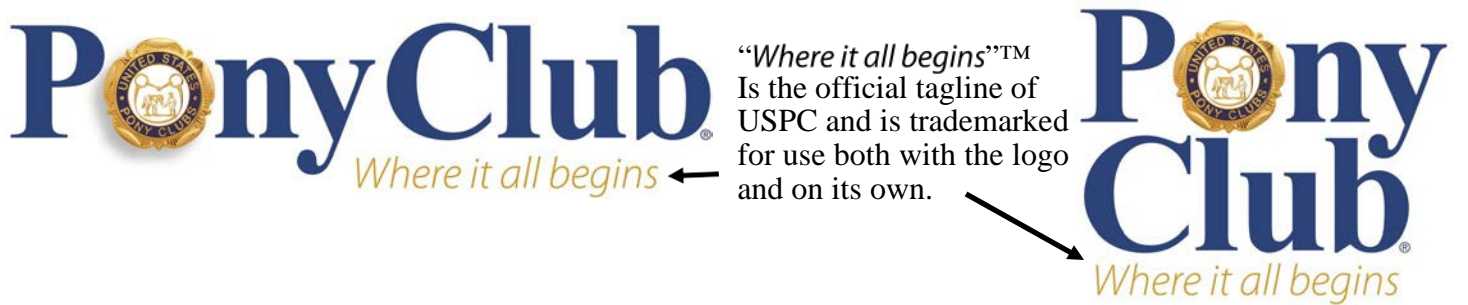 Pony Club®
UNITED STATES
PONY CLUBS
Where it all begins
“Where it all begins”™
Is the official tagline of
USPC and is trademarked
for use both with the logo
and on its own.
Pony
UNITED STATES
PONY CLUBS
Club®
Where it all begins